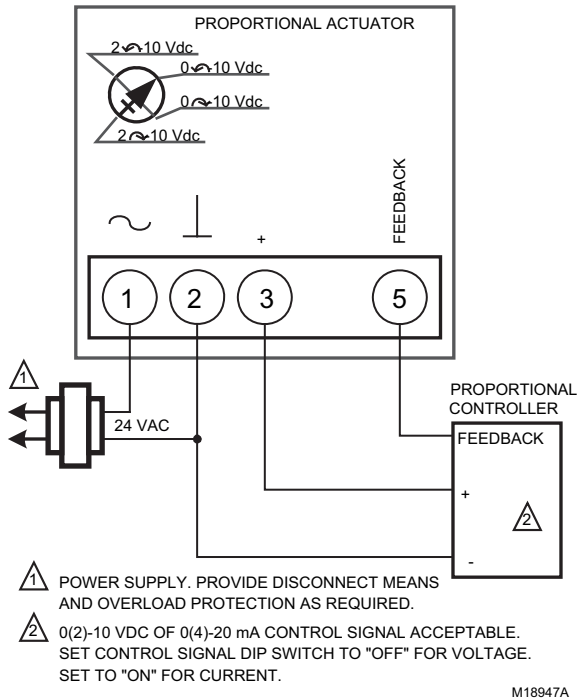 PROPORTIONAL ACTUATOR
2 10 Vdc
0 10 Vdc
0 10 Vdc
2 10 Vdc
FEEDBACK
+
1
2
3
5
1
24 VAC
PROPORTIONAL
CONTROLLER
FEEDBACK
+
2
-
1 POWER SUPPLY. PROVIDE DISCONNECT MEANS
AND OVERLOAD PROTECTION AS REQUIRED.
2 0(2)-10 VDC OF 0(4)-20 mA CONTROL SIGNAL ACCEPTABLE.
SET CONTROL SIGNAL DIP SWITCH TO "OFF" FOR VOLTAGE.
SET TO "ON" FOR CURRENT.
M18947A